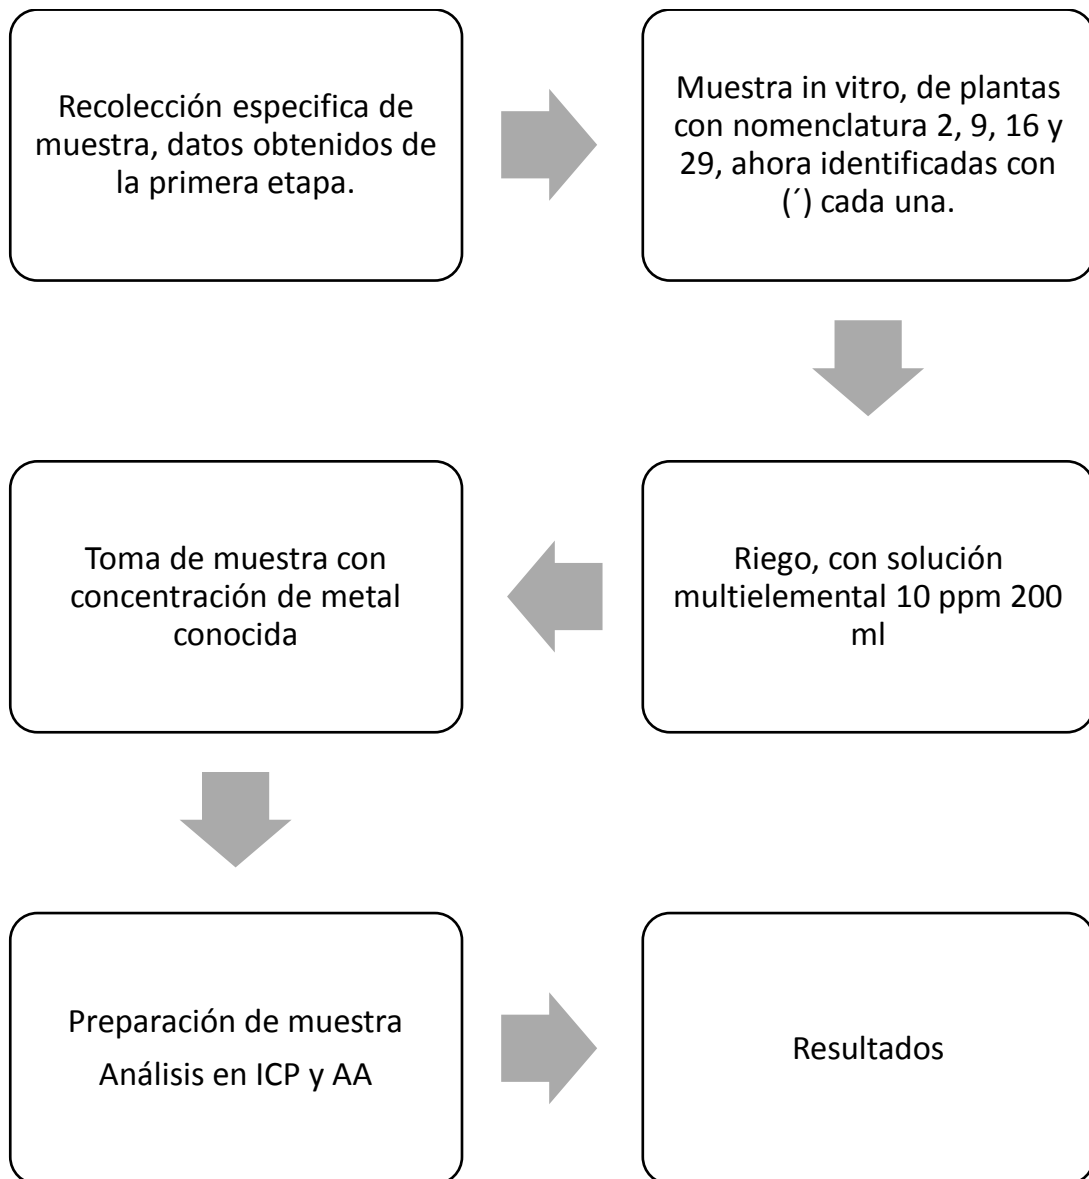 Recolección especifica de
muestra, datos obtenidos de
la primera etapa.
Muestra in vitro, de plantas
con nomenclatura 2, 9, 16 y
29, ahora identificadas con
(´) cada una.
Riego, con solución
multielemental 10 ppm 200
ml
Toma de muestra con
concentración de metal
conocida
Preparación de muestra
Análisis en ICP y AA
Resultados